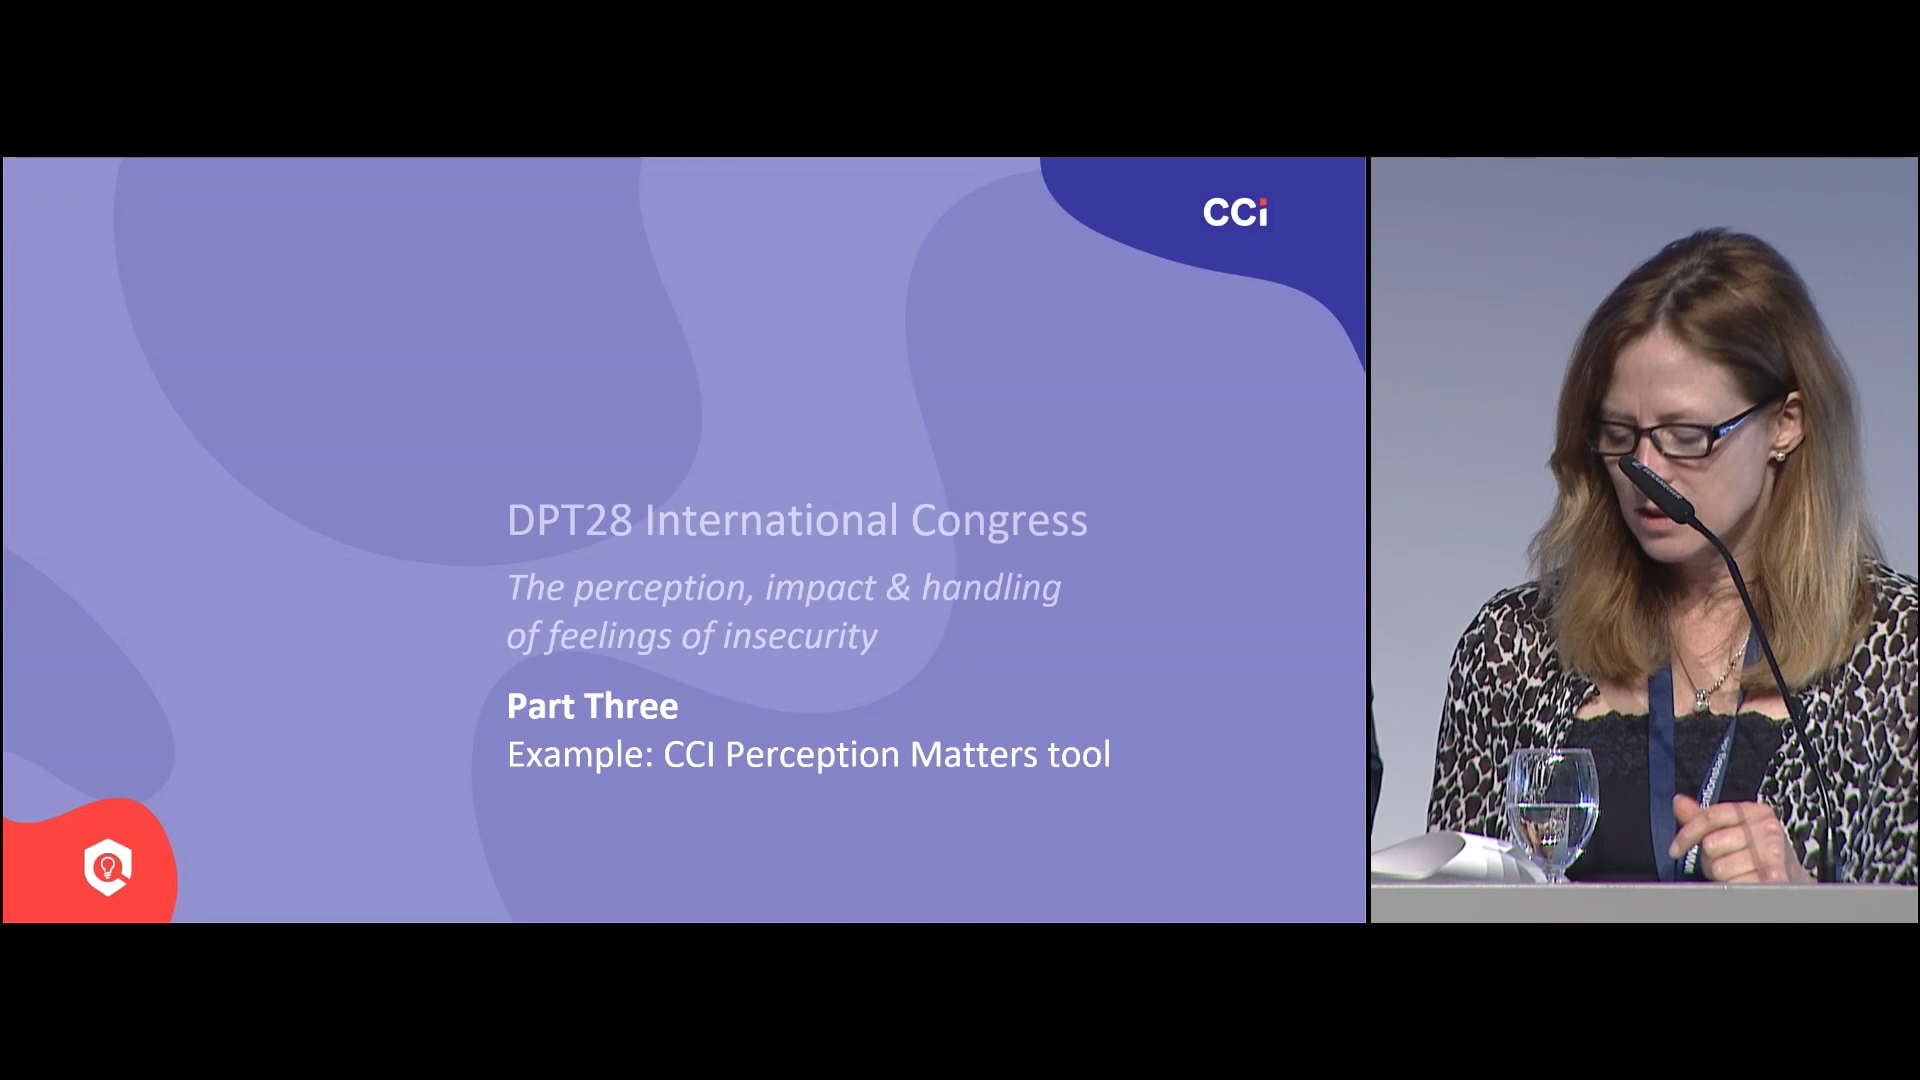 CCi
DPT28 International Congress
The perception, impact & handling
of feelings of insecurity
Part Three
Example: CCI Perception Matters tool